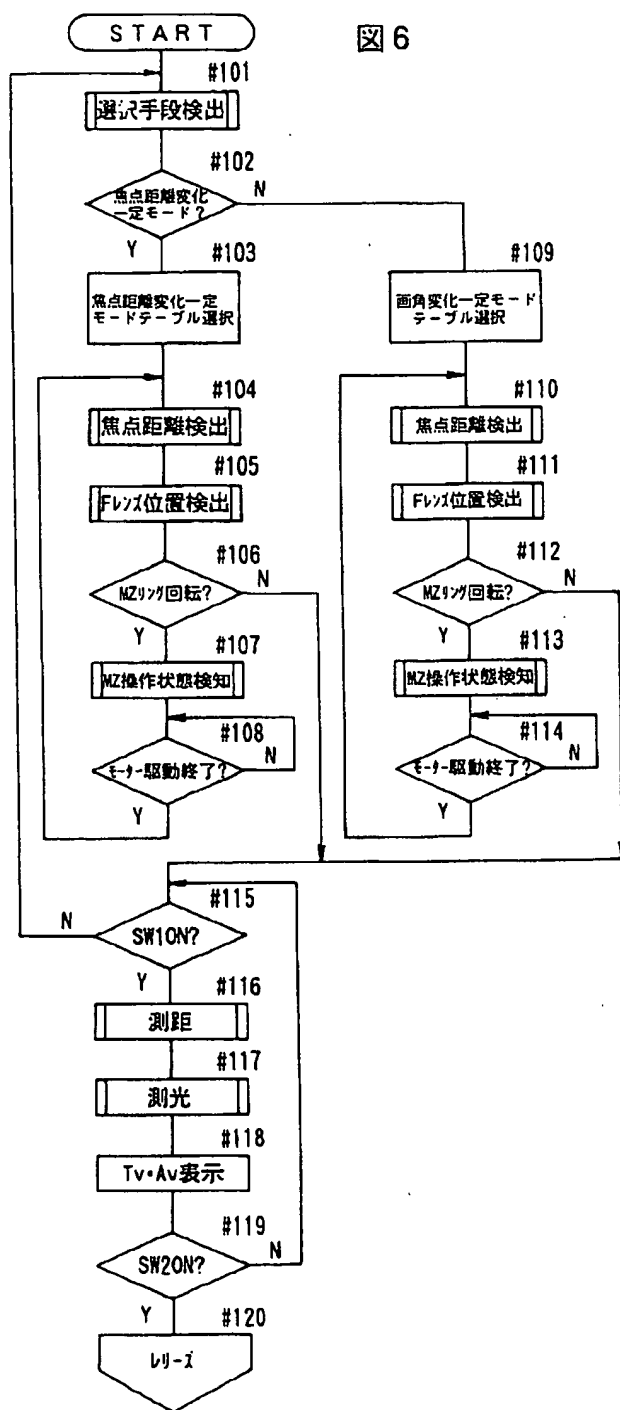 図6
START
#101
選択手段検出
#102
焦点距離変化
一定モード?
N
Y
#103
焦点距離変化一定
モードテーブル選択
#104
焦点距離検出
#105
Fレンズ位置検出
#106
MZリング回転?
N
Y
#107
MZ操作状態検知
#108
モーター駆動終了?
N
Y
#109
画角変化一定モード
テーブル選択
#110
焦点距離検出
#111
Fレンズ位置検出
#112
MZリング回転?
N
Y
#113
MZ操作状態検知
#114
モーター駆動終了?
N
Y
#115
SW1ON?
N
Y
#116
測距
#117
測光
#118
Tv・Av表示
#119
SW2ON?
N
Y
#120
レリーズ